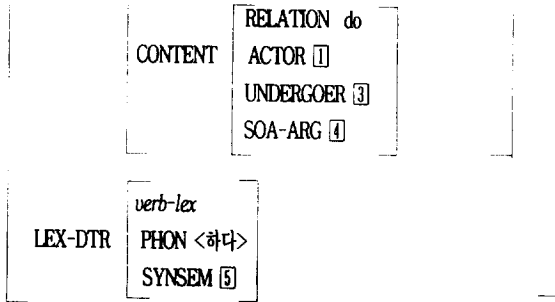 RELATION do
CONTENT ACTOR 1
UNDERGOER 3
SOA-ARG 4
verb-lex
LEX-DTR PHON <하다>
SYNSEM 5